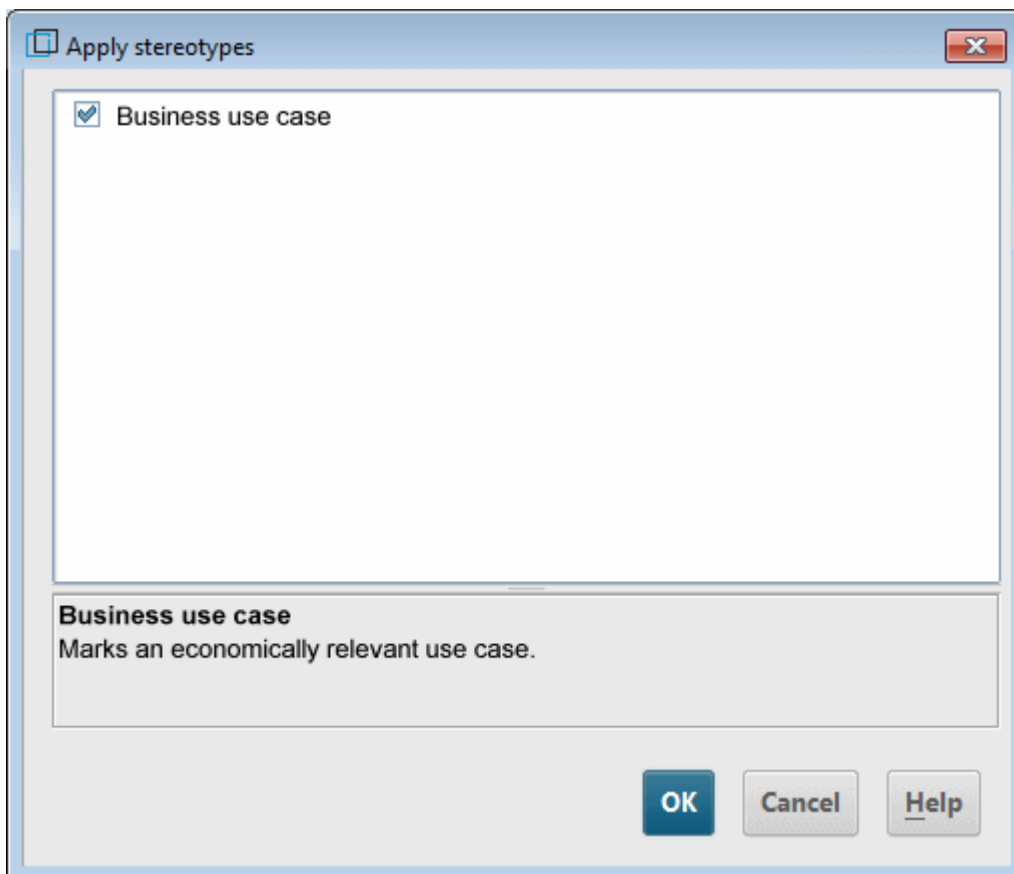 Apply stereotypes
Business use case
Business use case
Marks an economically relevant use case.
OK Cancel Help